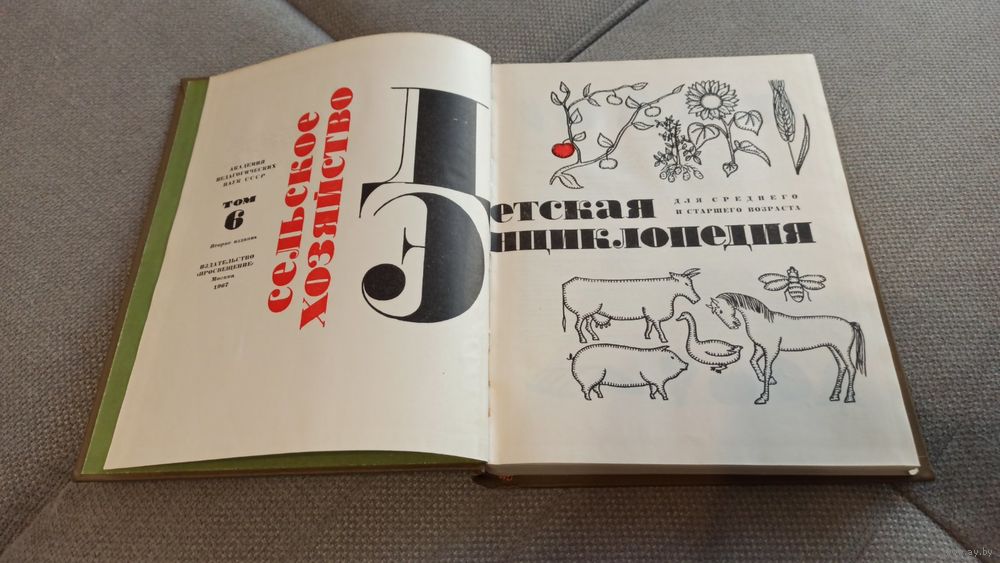 АКАДЕМИЯ
ПЕДАГОГИЧЕСКИХ
НАУК СССР
ТОМ
6
Второе издание
ИЗДАТЕЛЬСТВО
«ПРОСВЕЩЕНИЕ»
Москва
1967
сельское
хозяйство
Детская
Энциклопедия
ДЛЯ СРЕДНЕГО
И СТАРШЕГО ВОЗРАСТА